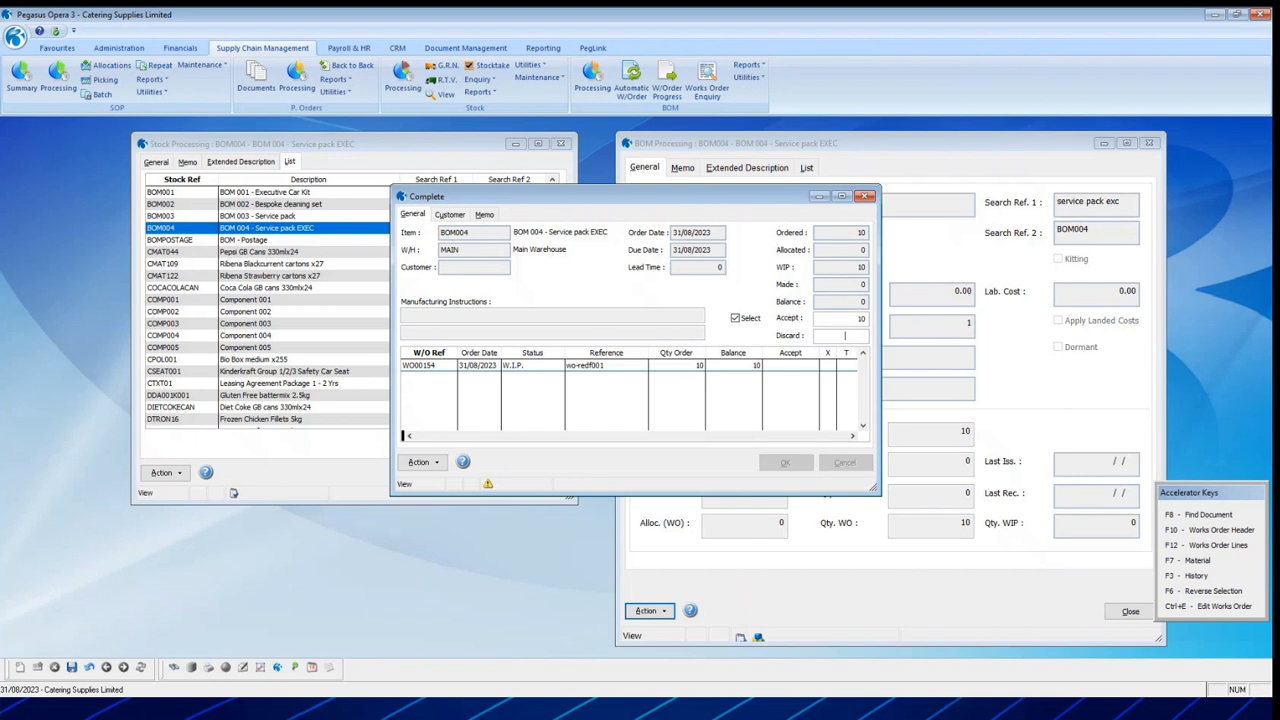 Pegasus Opera 3 - Catering Supplies Limited
Favourites Administration Financials Supply Chain Management Payroll & HR CRM Document Management Reporting PegLink
Summary Processing Allocations Picking Batch Repeat Reports Utilities Maintenance
SOP
Documents Processing Back to Back Reports Utilities
P. Orders
Processing G.R.N. R.T.V. View Stocktake Enquiry Reports Utilities Maintenance
Stock
Processing Automatic W/Order W/Order Progress Works Order Enquiry Reports Utilities
BOM
Stock Processing : BOM004 - BOM 004 - Service pack EXEC
General Memo Extended Description List
Stock Ref Description Search Ref 1 Search Ref 2
BOM001 BOM 001 - Executive Car Kit
BOM002 BOM 002 - Bespoke cleaning set
BOM003 BOM 003 - Service pack
BOM004 BOM 004 - Service pack EXEC
BOMPOSTAGE BOM - Postage
CMAT044 Pepsi GB Cans 330mlx24
CMAT109 Ribena Blackcurrent cartons x27
CMAT122 Ribena Strawberry cartons x27
COCACOLACAN Coca Cola GB cans 330mlx24
COMP001 Component 001
COMP002 Component 002
COMP003 Component 003
COMP004 Component 004
COMP005 Component 005
CPOL001 Bio Box medium x255
CSEAT001 Kinderkraft Group 1/2/3 Safety Car Seat
CTXT01 Leasing Agreement Package 1 - 2 Yrs
DDA001K001 Gluten Free battermix 2.5kg
DIETCOKECAN Diet Coke GB cans 330mlx24
DTRON16 Frozen Chicken Fillets 5kg
Action
View
Complete
General Customer Memo
Item : BOM004 BOM 004 - Service pack EXEC Order Date : 31/08/2023 Ordered : 10
W/H : MAIN Main Warehouse Due Date : 31/08/2023 Allocated : 0
Customer : Lead Time : 0 WIP : 10
Made : 0
Manufacturing Instructions : Balance : 0
Select Accept : 10
Discard :
W/O Ref Order Date Status Reference Qty Order Balance Accept X T
WO00154 31/08/2023 W.I.P. wo-redf001 10 10
Action OK Cancel
View
BOM Processing : BOM004 - BOM 004 - Service pack EXEC
General Memo Extended Description List
Search Ref. 1 : service pack exc
Search Ref. 2 : BOM004
Kitting
0.00 Lab. Cost : 0.00
1 Apply Landed Costs
Dormant
10
0 Last Iss. : / /
0 Last Rec. : / /
Alloc. (WO) : 0 Qty. WO : 10 Qty. WIP : 0
Action Close
View
Accelerator Keys
F8 - Find Document
F10 - Works Order Header
F12 - Works Order Lines
F7 - Material
F3 - History
F6 - Reverse Selection
Ctrl+E - Edit Works Order
31/08/2023 - Catering Supplies Limited NUM